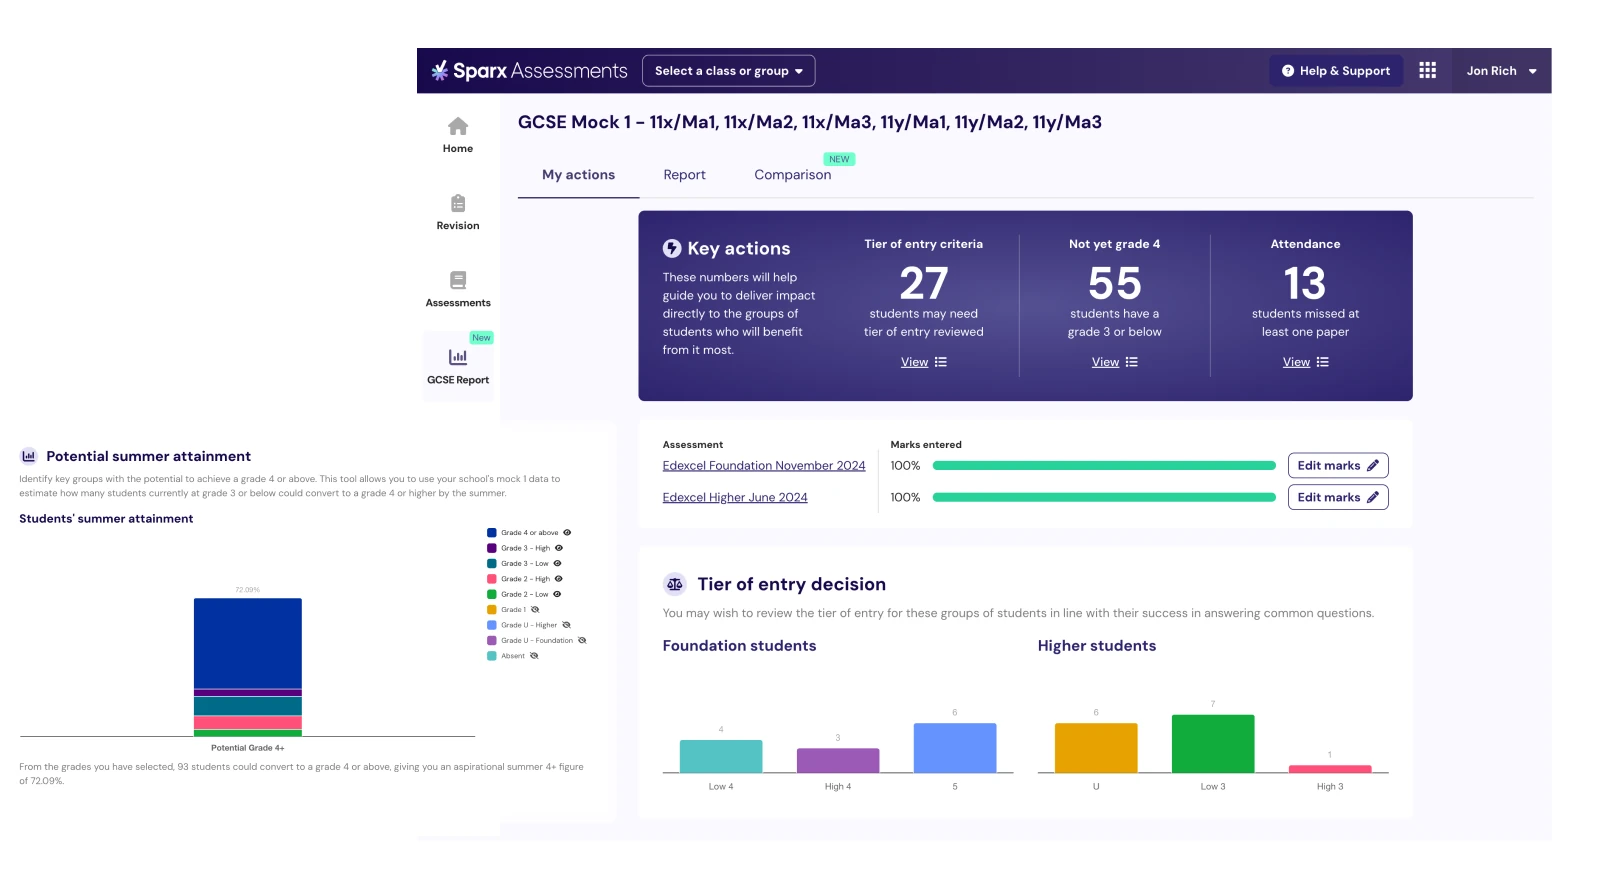 Sparx Assessments
Select a class or group
Help & Support
Jon Rich
Home
Revision
Assessments
New
GCSE Report
GCSE Mock 1 - 11x/Ma1, 11x/Ma2, 11x/Ma3, 11y/Ma1, 11y/Ma2, 11y/Ma3
My actions
Report
Comparison
NEW
Key actions
These numbers will help
guide you to deliver impact
directly to the groups of
students who will benefit
from it most.
Tier of entry criteria
27
students may need
tier of entry reviewed
View
Not yet grade 4
55
students have a
grade 3 or below
View
Attendance
13
students missed at
least one paper
View
Assessment
Marks entered
Edexcel Foundation November 2024
100%
Edit marks
Edexcel Higher June 2024
100%
Edit marks
Tier of entry decision
You may wish to review the tier of entry for these groups of students in line with their success in answering common questions.
Foundation students
4
3
6
Low 4
High 4
5
Higher students
6
7
1
U
Low 3
High 3
Potential summer attainment
Identify key groups with the potential to achieve a grade 4 or above. This tool allows you to use your school's mock 1 data to
estimate how many students currently at grade 3 or below could convert to a grade 4 or higher by the summer.
Students' summer attainment
72.09%
Grade 4 or above
Grade 3 - High
Grade 3 - Low
Grade 2 - High
Grade 2 - Low
Grade 1
Grade U - Higher
Grade U - Foundation
Absent
Potential Grade 4+
From the grades you have selected, 93 students could convert to a grade 4 or above, giving you an aspirational summer 4+ figure
of 72.09%.